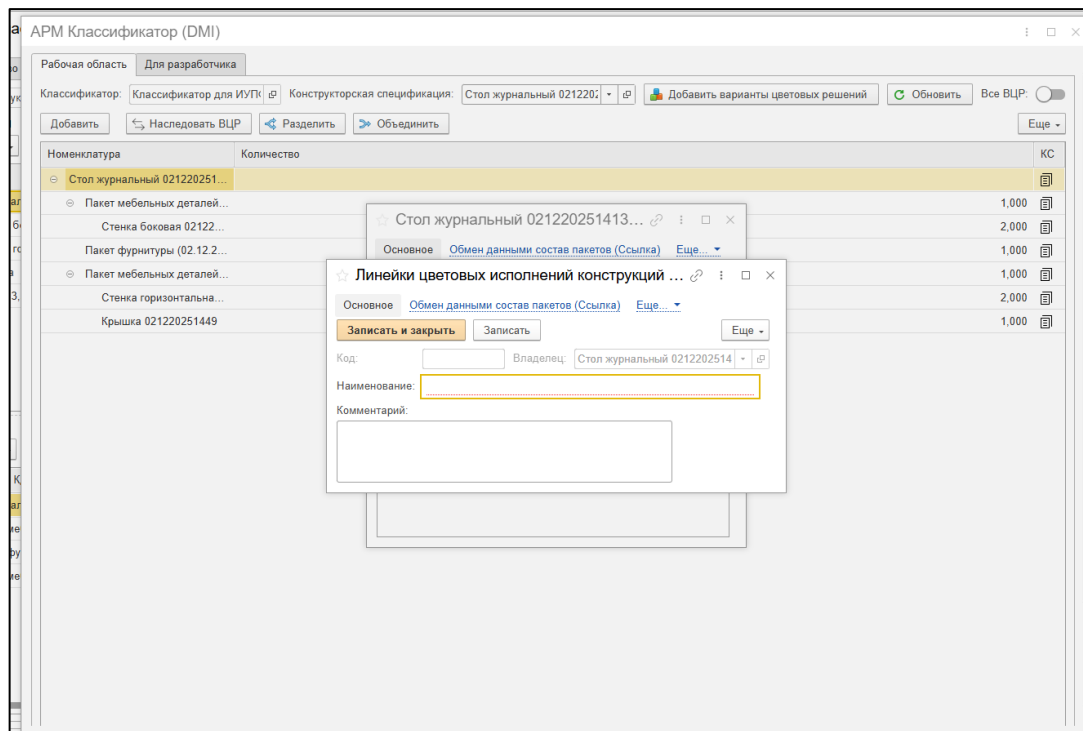 АРМ Классификатор (DMI)
Рабочая область Для разработчика
Классификатор: Классификатор для ИУП Конструкторская спецификация: Стол журнальный 021220 Добавить варианты цветовых решений Обновить Все ВЦР:
Добавить Наследовать ВЦР Разделить Объединить Еще
Номенклатура Количество КС
Стол журнальный 021220251...
Пакет мебельных деталей... 1,000
Стенка боковая 02122... 2,000
Пакет фурнитуры (02.12.2... 1,000
Пакет мебельных деталей... 1,000
Стенка горизонтальна... 2,000
Крышка 021220251449 1,000
Стол журнальный 021220251413...
Основное Обмен данными состав пакетов (Ссылка) Еще...
Линейки цветовых исполнений конструкций ...
Основное Обмен данными состав пакетов (Ссылка) Еще...
Записать и закрыть Записать Еще
Код: Владелец: Стол журнальный 0212202514
Наименование:
Комментарий: